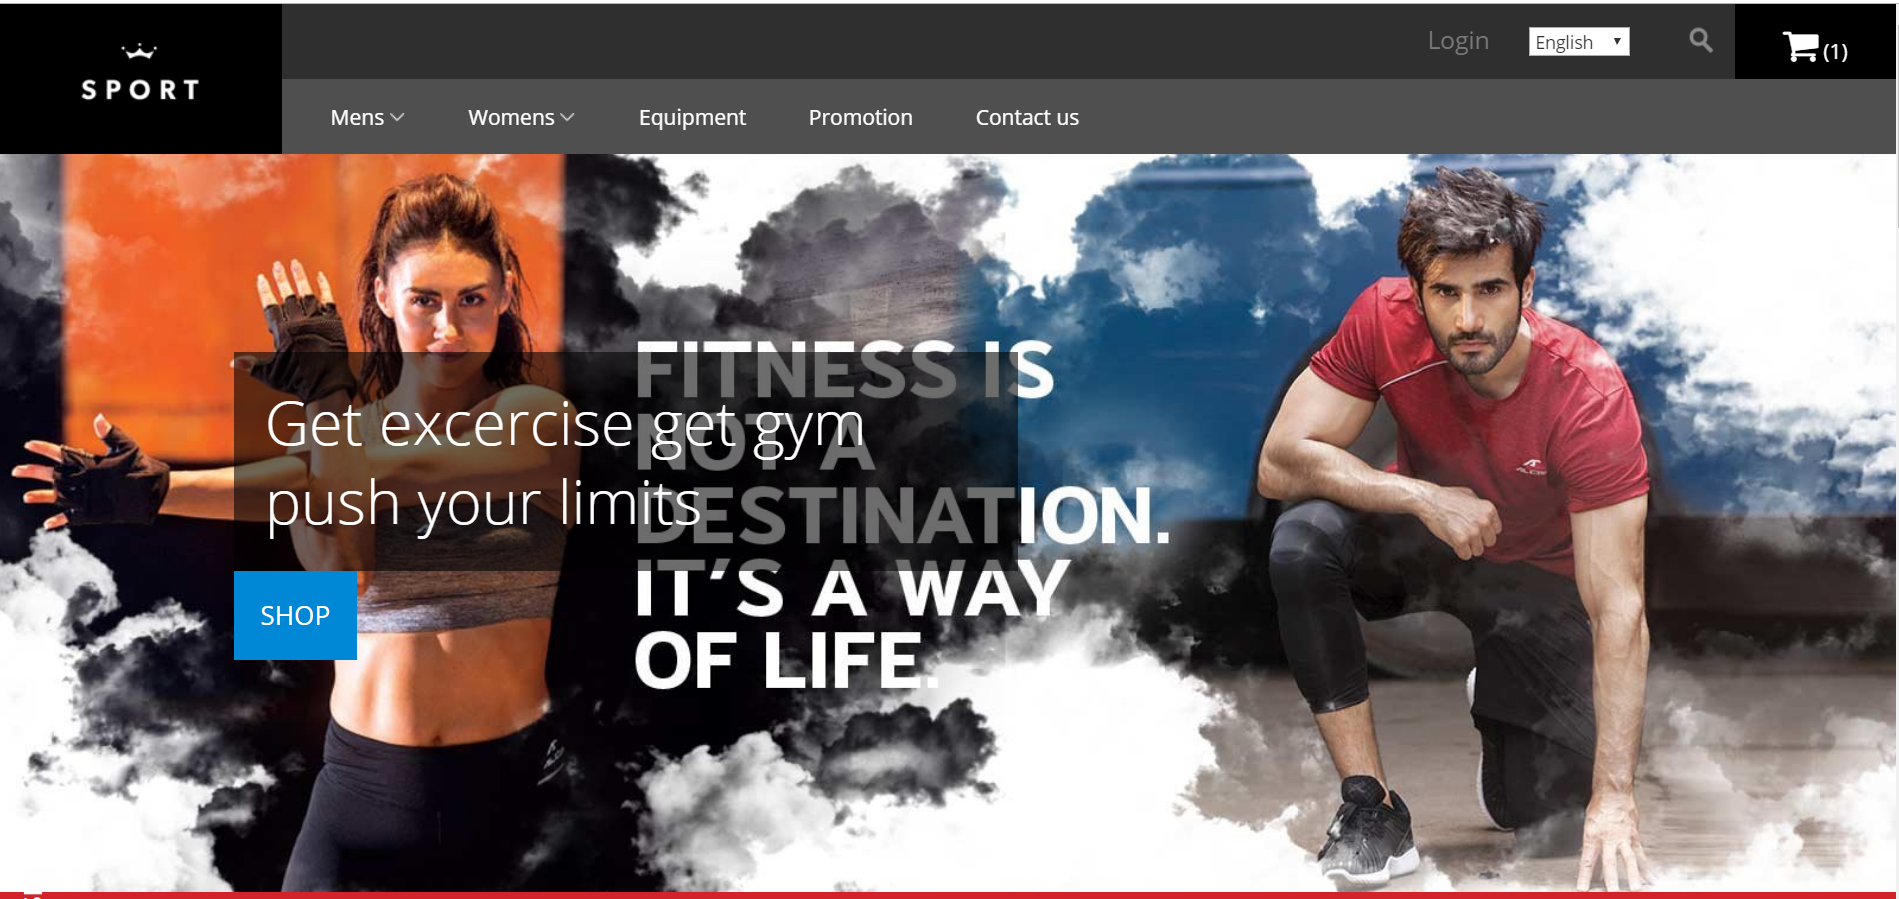 SPORT
Login
English
(1)
Mens
Womens
Equipment
Promotion
Contact us
Get excercise get gym
push your limits
SHOP
FITNESS IS
NOT A
DESTINATION.
IT'S A WAY
OF LIFE.